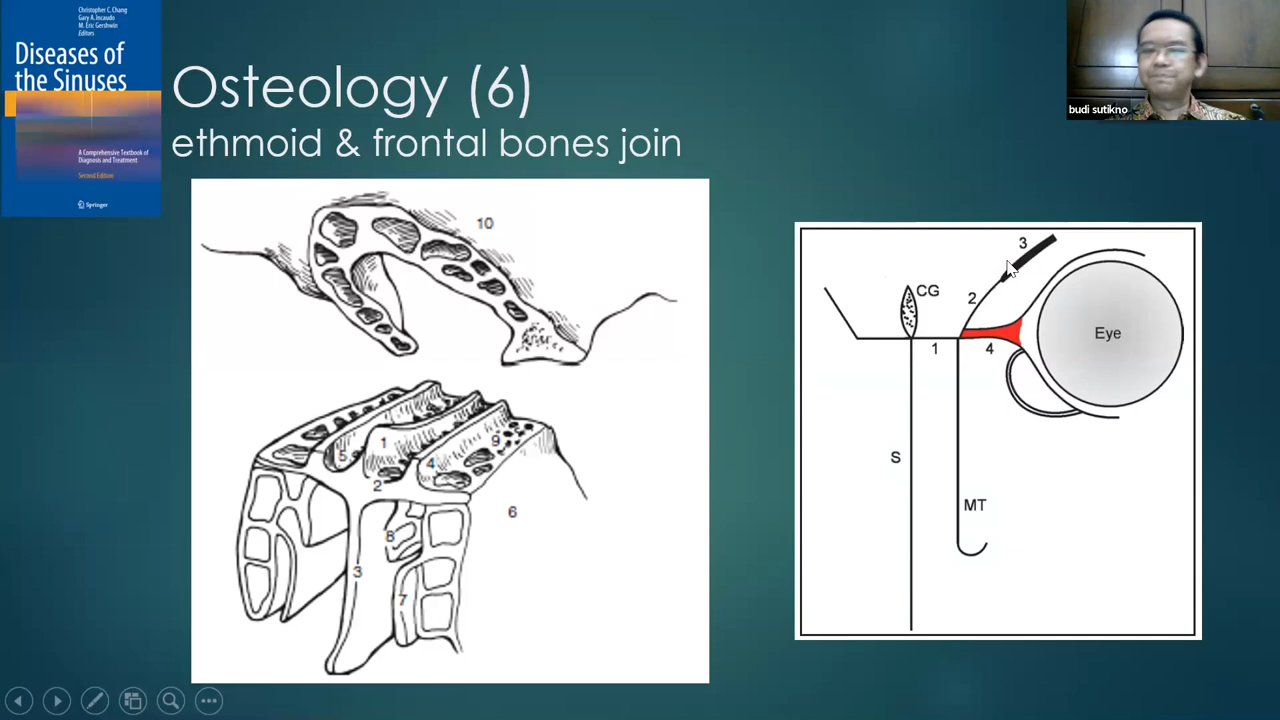 Christopher C. Chang
Gary A. Incaudo
M. Eric Gershwin
Editors
Diseases of
the Sinuses
A Comprehensive Textbook of
Diagnosis and Treatment
Second Edition
Springer
Osteology (6)
ethmoid & frontal bones join
10
1
5
4
9
2
6
8
3
7
3
CG
2
Eye
1
4
S
MT
budi sutikno